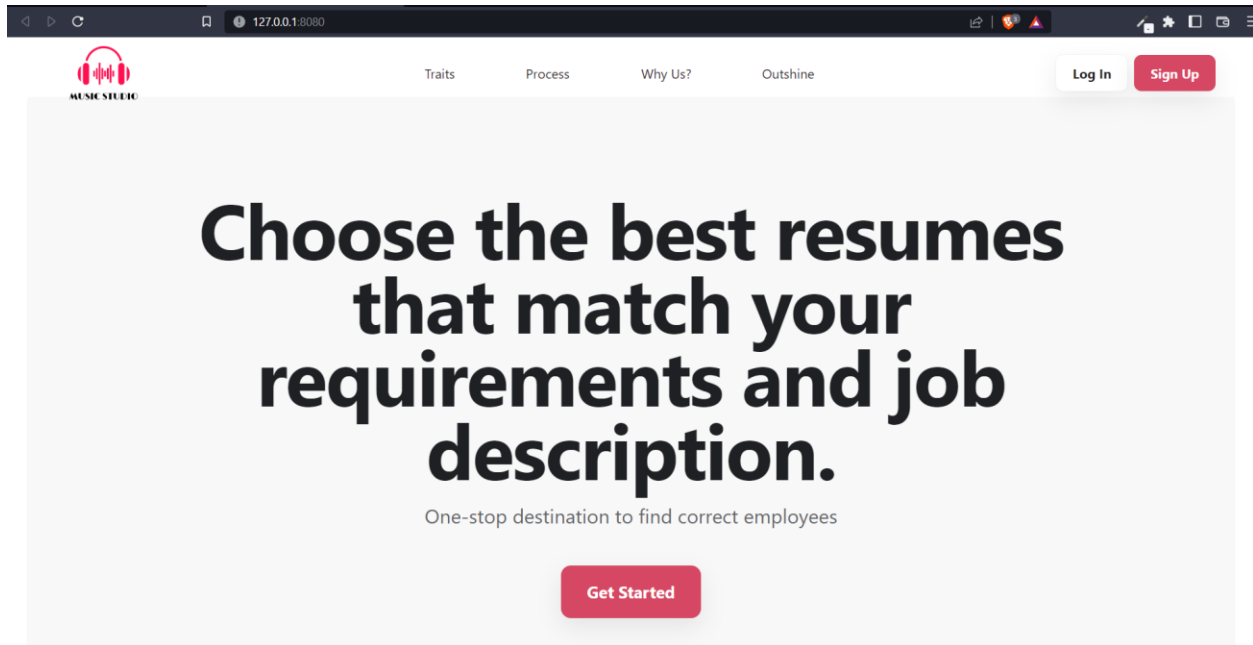 127.0.0.1:8080
MUSIC STUDIO
Traits Process Why Us? Outshine
Log In Sign Up
Choose the best resumes
that match your
requirements and job
description.
One-stop destination to find correct employees
Get Started